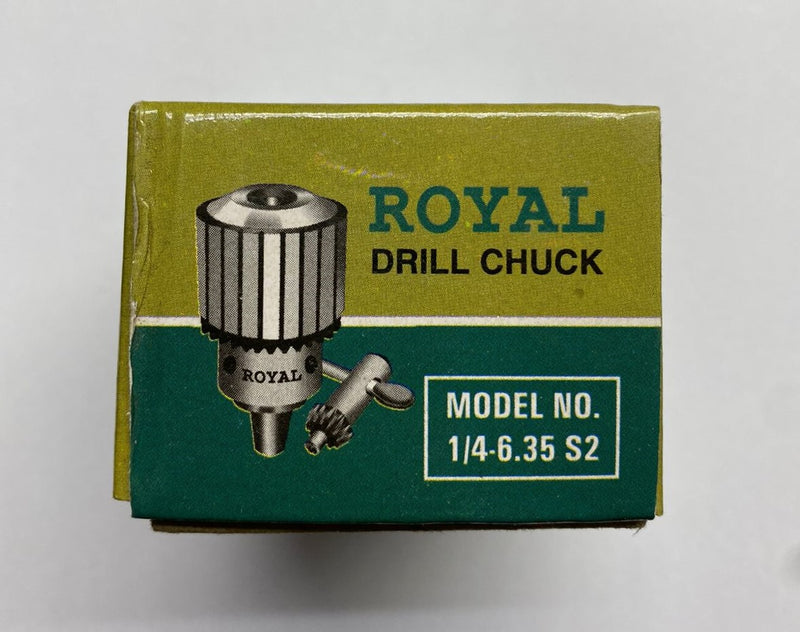 ROYAL
DRILL CHUCK
ROYAL
MODEL NO.
1/4-6.35 S2